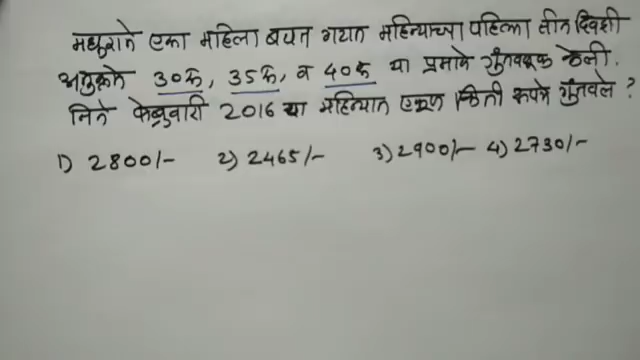 मधुराने एका महिला बचत गटात महिन्याच्या पहिल्या तीन दिवशी
अनुक्रमे 30रु, 35रु, व 40रु या प्रमाणे गुंतवणूक केली.
तिने फेब्रुवारी 2016 या महिन्यात एकूण किती रुपये गुंतवले ?
1) 2800/- 2) 2465/- 3) 2900/- 4) 2730/-